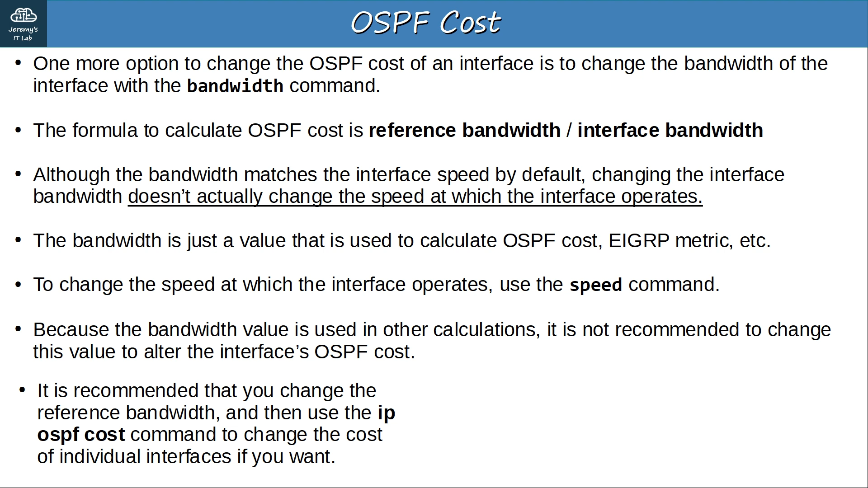 Jeremy's
IT Lab
OSPF Cost
• One more option to change the OSPF cost of an interface is to change the bandwidth of the
interface with the bandwidth command.
• The formula to calculate OSPF cost is reference bandwidth / interface bandwidth
• Although the bandwidth matches the interface speed by default, changing the interface
bandwidth doesn't actually change the speed at which the interface operates.
• The bandwidth is just a value that is used to calculate OSPF cost, EIGRP metric, etc.
• To change the speed at which the interface operates, use the speed command.
• Because the bandwidth value is used in other calculations, it is not recommended to change
this value to alter the interface's OSPF cost.
• It is recommended that you change the
reference bandwidth, and then use the ip
ospf cost command to change the cost
of individual interfaces if you want.